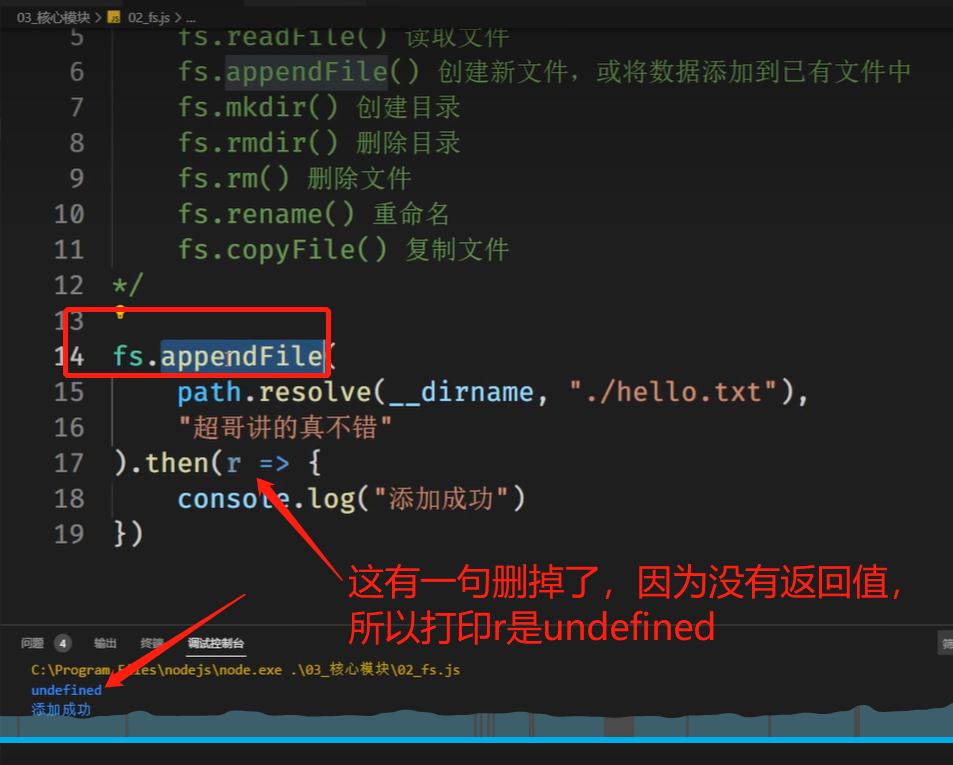 03_核心模块 > JS 02_fs.js > ...
5 fs.readFile() 读取文件
6 fs.appendFile() 创建新文件，或将数据添加到已有文件中
7 fs.mkdir() 创建目录
8 fs.rmdir() 删除目录
9 fs.rm() 删除文件
10 fs.rename() 重命名
11 fs.copyFile() 复制文件
12 */
13
14 fs.appendFile(
15 path.resolve(__dirname, "./hello.txt"),
16 "超哥讲的真不错"
17 ).then(r => {
18 console.log("添加成功")
19 })
这有一句删掉了，因为没有返回值，
所以打印r是undefined
问题 4 输出 终端 调试控制台 筛
C:\Program Files\nodejs\node.exe .\03_核心模块\02_fs.js
undefined
添加成功